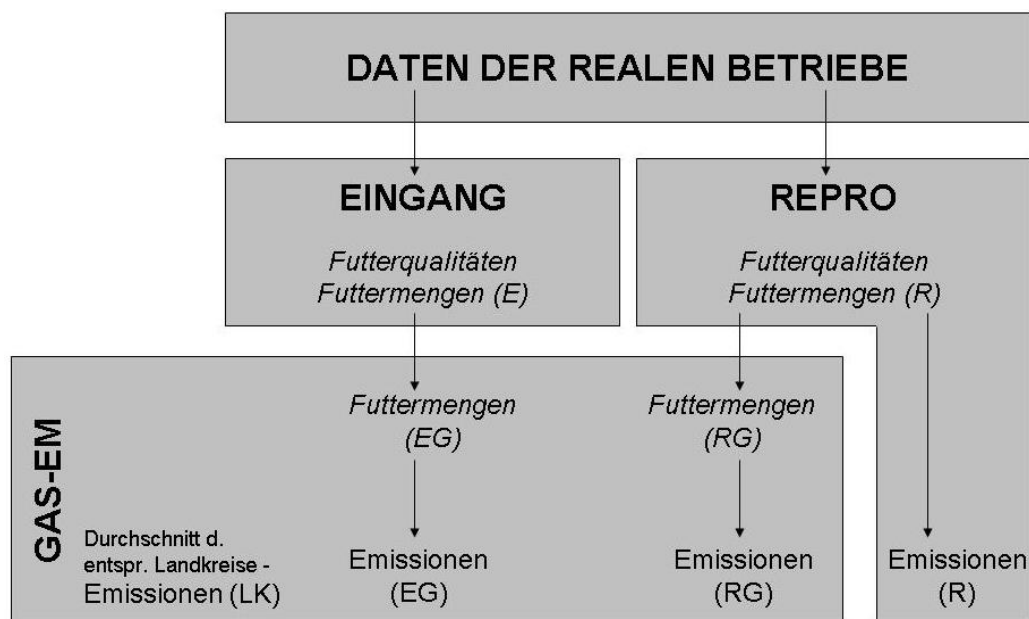 DATEN DER REALEN BETRIEBE
EINGANG
Futterqualitäten
Futtermengen (E)
REPRO
Futterqualitäten
Futtermengen (R)
GAS-EM
Futtermengen
(EG)
Futtermengen
(RG)
Durchschnitt d.
entspr. Landkreise -
Emissionen (LK)
Emissionen
(EG)
Emissionen
(RG)
Emissionen
(R)